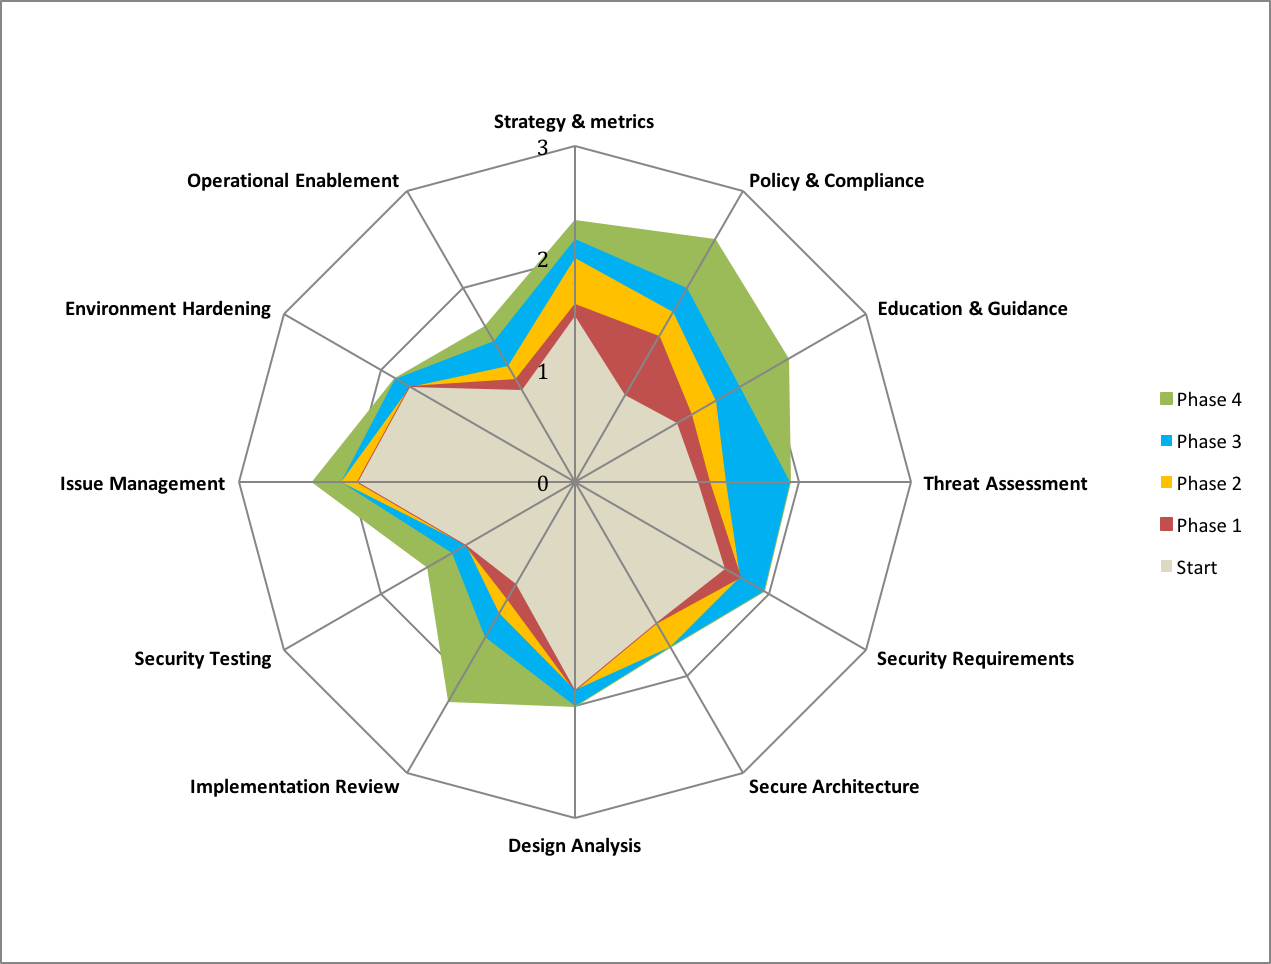 Strategy & metrics
3
Operational Enablement
Policy & Compliance
2
Environment Hardening
Education & Guidance
1
Phase 4
Phase 3
Issue Management
0
Threat Assessment
Phase 2
Phase 1
Start
Security Testing
Security Requirements
Implementation Review
Secure Architecture
Design Analysis